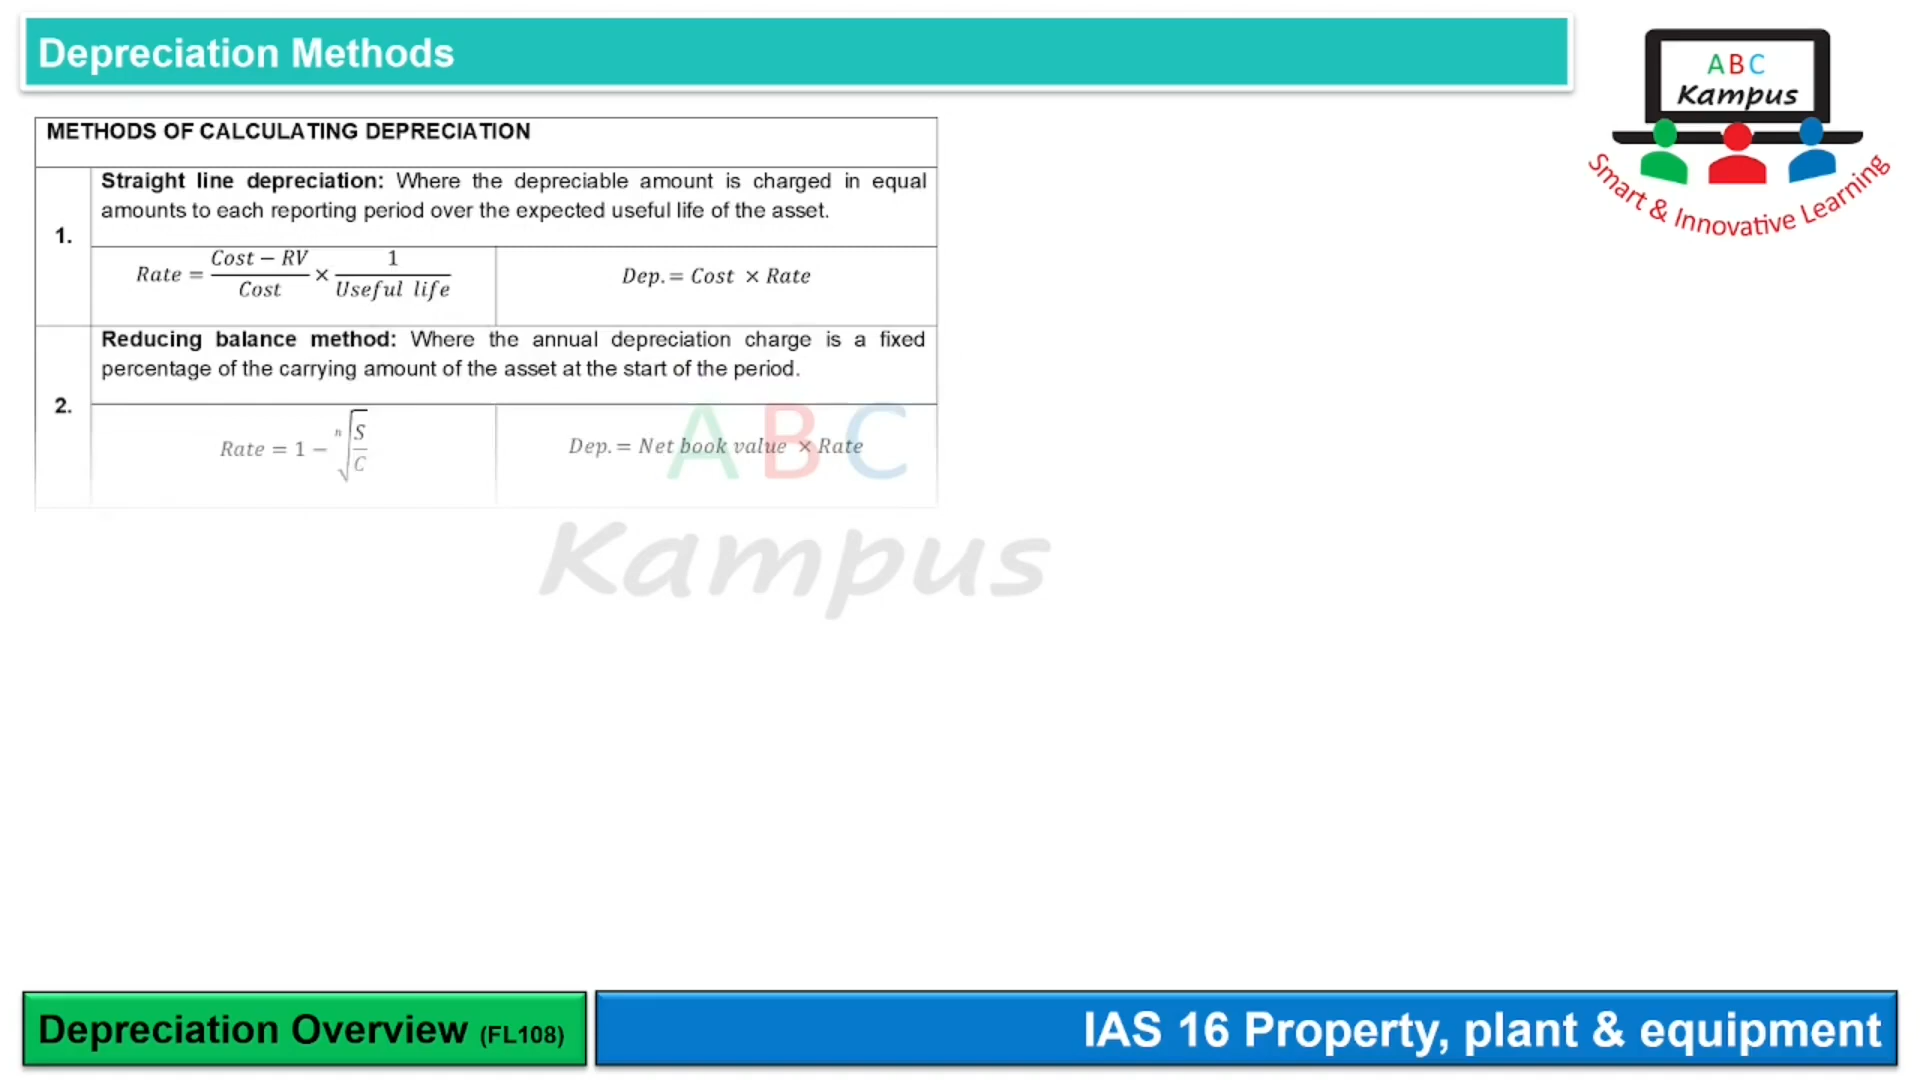 Depreciation Methods
ABC
Kampus
Smart & Innovative Learning
METHODS OF CALCULATING DEPRECIATION
1.
Straight line depreciation: Where the depreciable amount is charged in equal
amounts to each reporting period over the expected useful life of the asset.
Rate = (Cost − RV)/Cost × 1/Useful life
Dep. = Cost × Rate
2.
Reducing balance method: Where the annual depreciation charge is a fixed
percentage of the carrying amount of the asset at the start of the period.
Rate = 1 − ⁿ√(S/C)
Dep. = Net book value × Rate
ABC
Kampus
Depreciation Overview (FL108)
IAS 16 Property, plant & equipment